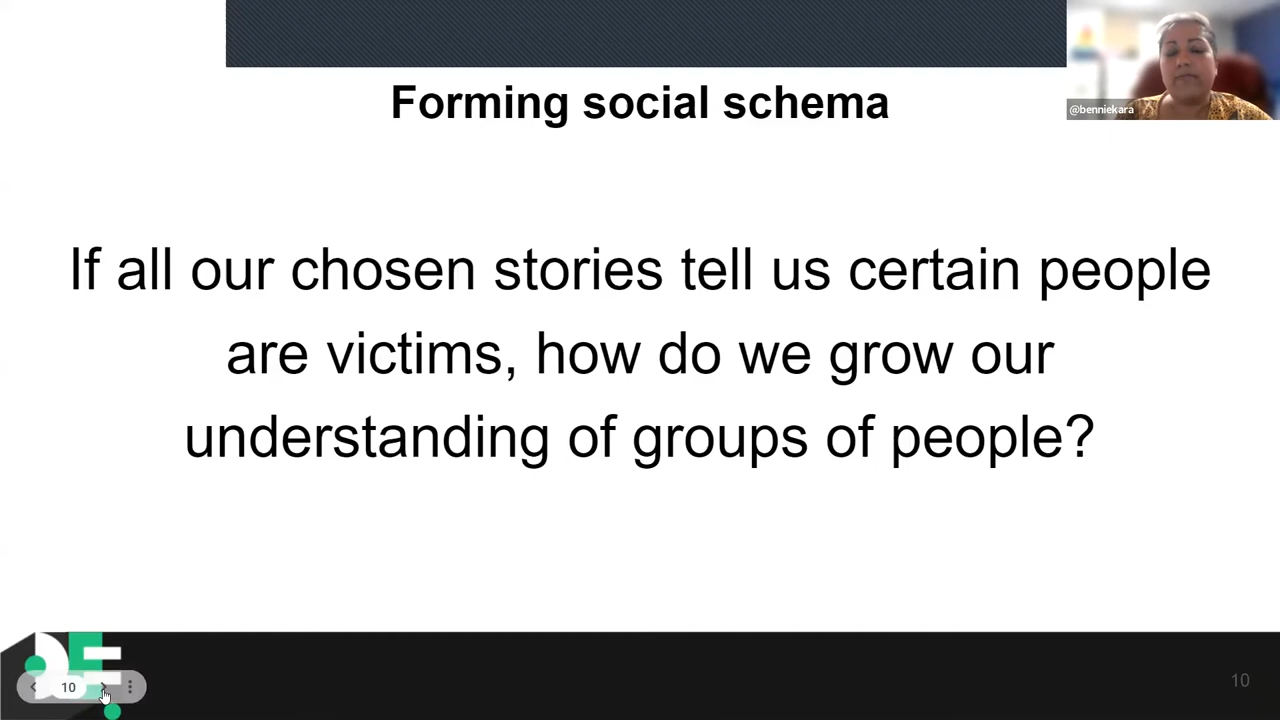 @benniekara
Forming social schema
If all our chosen stories tell us certain people
are victims, how do we grow our
understanding of groups of people?
10
10